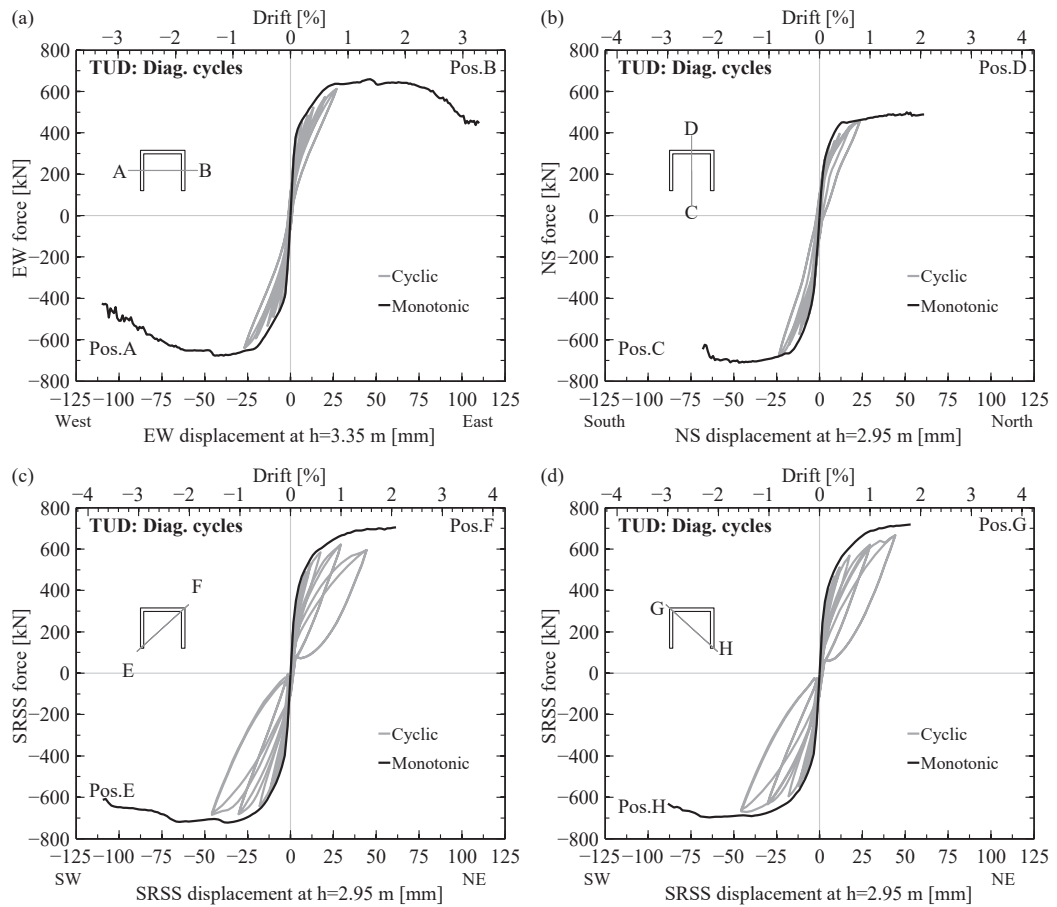 (a)
Drift [%]
−3 −2 −1 0 1 2 3
TUD: Diag. cycles
Pos.B
800
600
400
200
0
−200
−400
−600
−800
EW force [kN]
A B
Cyclic
Monotonic
Pos.A
−125 −100 −75 −50 −25 0 25 50 75 100 125
West East
EW displacement at h=3.35 m [mm]
(b)
Drift [%]
−4 −3 −2 −1 0 1 2 3 4
TUD: Diag. cycles
Pos.D
800
600
400
200
0
−200
−400
−600
−800
NS force [kN]
D
C
Cyclic
Monotonic
Pos.C
−125 −100 −75 −50 −25 0 25 50 75 100 125
South North
NS displacement at h=2.95 m [mm]
(c)
Drift [%]
−4 −3 −2 −1 0 1 2 3 4
TUD: Diag. cycles
Pos.F
800
600
400
200
0
−200
−400
−600
−800
SRSS force [kN]
F
E
Cyclic
Monotonic
Pos.E
−125 −100 −75 −50 −25 0 25 50 75 100 125
SW NE
SRSS displacement at h=2.95 m [mm]
(d)
Drift [%]
−4 −3 −2 −1 0 1 2 3 4
TUD: Diag. cycles
Pos.G
800
600
400
200
0
−200
−400
−600
−800
SRSS force [kN]
G
H
Cyclic
Monotonic
Pos.H
−125 −100 −75 −50 −25 0 25 50 75 100 125
SW NE
SRSS displacement at h=2.95 m [mm]